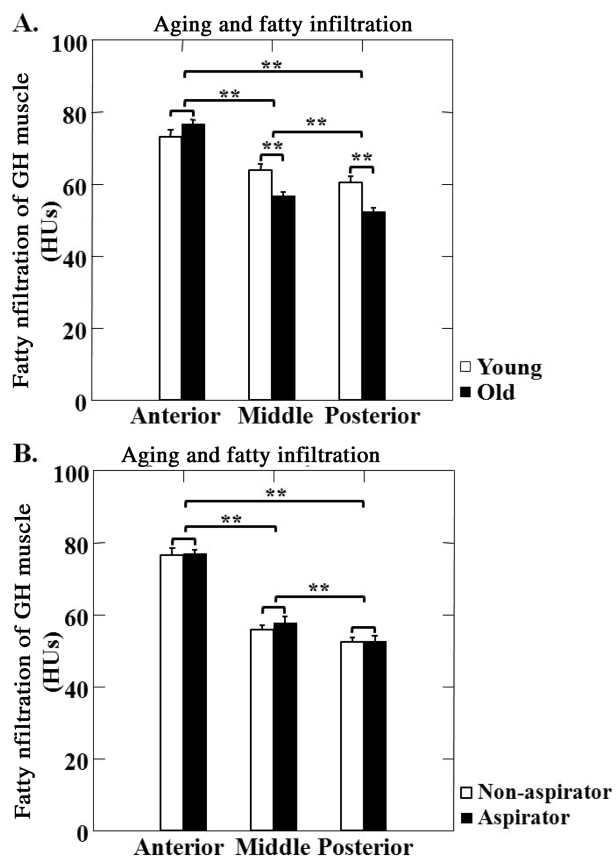 A.
Aging and fatty infiltration
Fatty nfiltration of GH muscle
(HUs)
100
80
60
40
20
0
**
**
**
**
**
Anterior Middle Posterior
Young
Old
B.
Aging and fatty infiltration
Fatty nfiltration of GH muscle
(HUs)
100
80
60
40
20
0
**
**
**
Anterior Middle Posterior
Non-aspirator
Aspirator